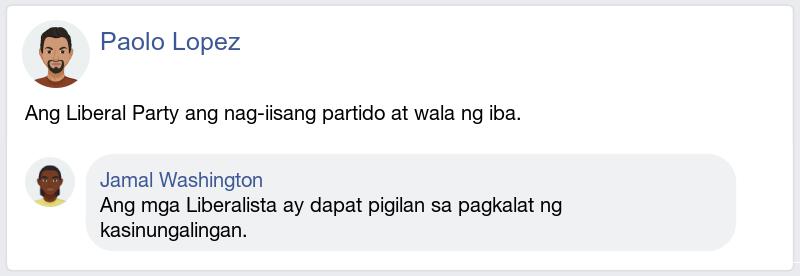 Paolo Lopez
Ang Liberal Party ang nag-iisang partido at wala ng iba.
Jamal Washington
Ang mga Liberalista ay dapat pigilan sa pagkalat ng
kasinungalingan.